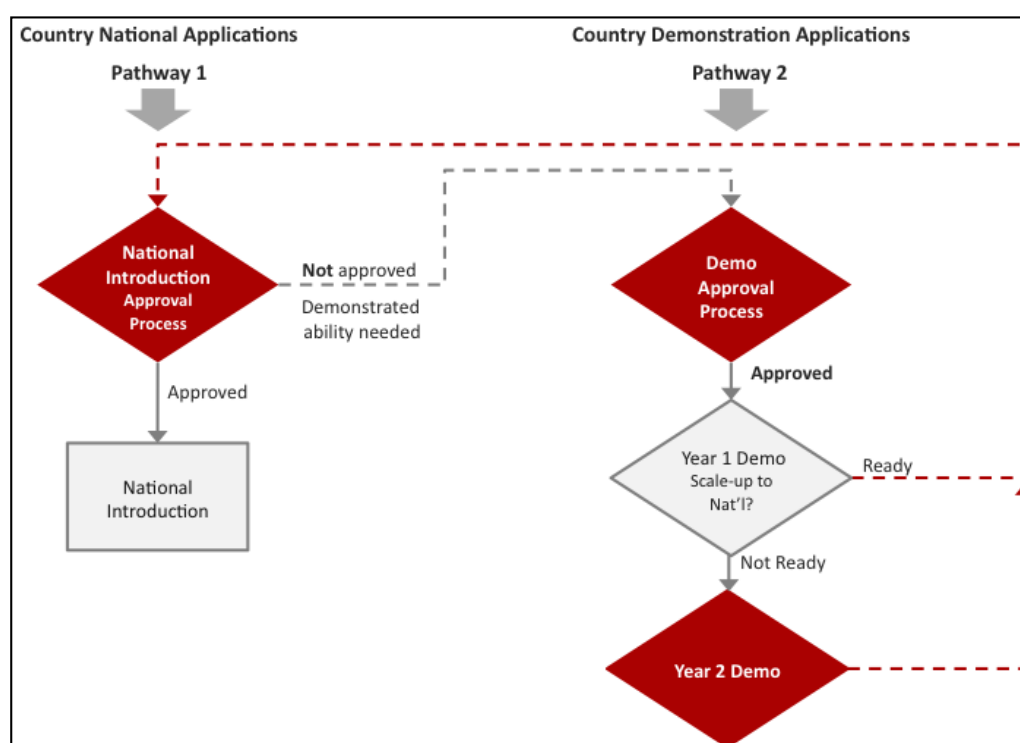 Country National Applications
Pathway 1
Country Demonstration Applications
Pathway 2
National
Introduction
Approval
Process
Not approved
Demonstrated
ability needed
Approved
National
Introduction
Demo
Approval
Process
Approved
Year 1 Demo
Scale-up to
Nat'l?
Ready
Not Ready
Year 2 Demo